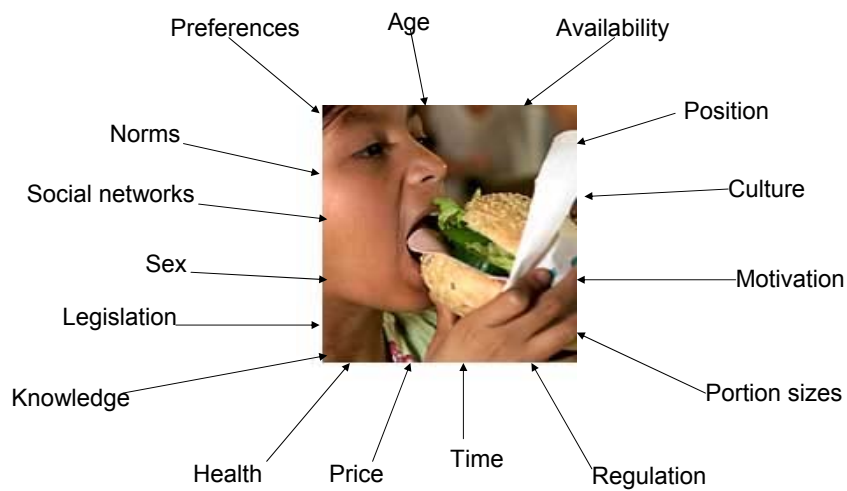 Preferences
Age
Availability
Norms
Position
Social networks
Culture
Sex
Motivation
Legislation
Knowledge
Portion sizes
Health
Price
Time
Regulation